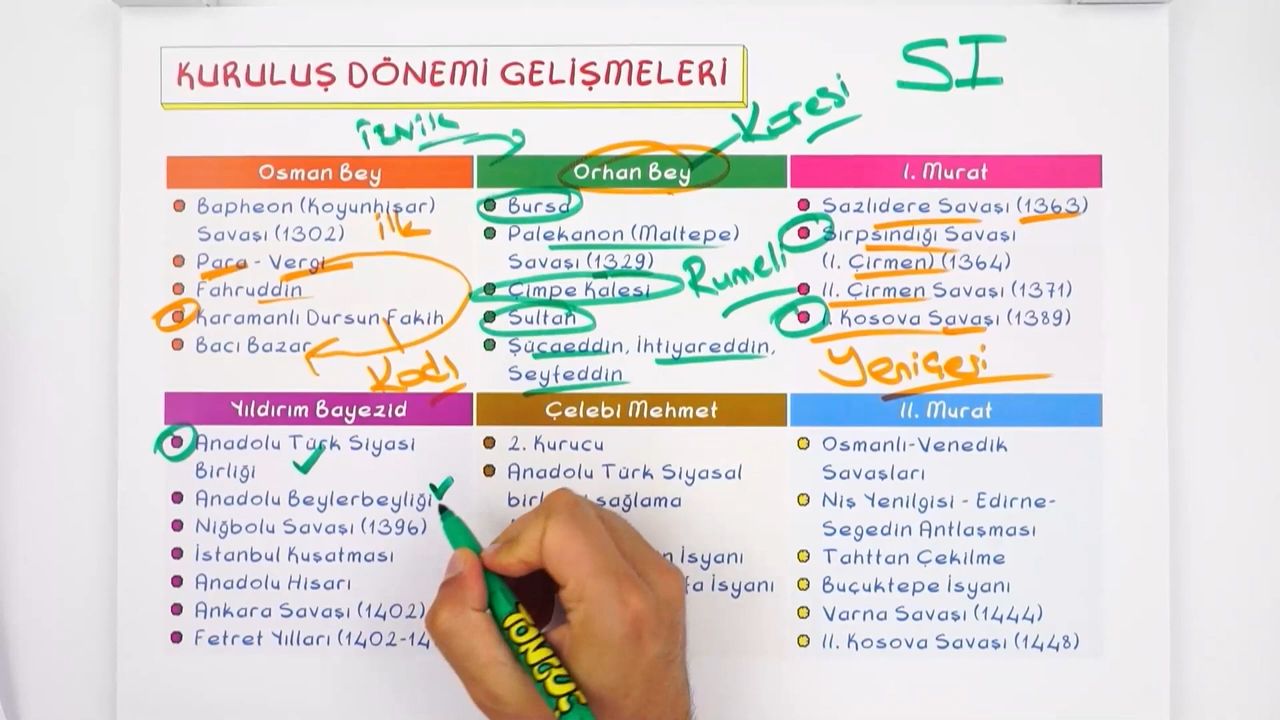 KURULUŞ DÖNEMİ GELİŞMELERİ
SI
İznik
Karesi
Osman Bey
Bapheon (Koyunhisar)
Savaşı (1302)
ilk
Para - Vergi
Fahruddin
Karamanlı Dursun Fakih
Bacı Bazar
Kadı
Orhan Bey
Bursa
Palekanon (Maltepe)
Savaşı (1329)
Çimpe Kalesi
Sultan
Şücaeddin, İhtiyareddin,
Seyfeddin
Rumeli
I. Murat
Sazlıdere Savaşı (1363)
Sırpsındığı Savaşı
(I. Çirmen) (1364)
II. Çirmen Savaşı (1371)
I. Kosova Savaşı (1389)
Yeniçeri
Yıldırım Bayezid
Anadolu Türk Siyasi
Birliği
Anadolu Beylerbeyliği
Niğbolu Savaşı (1396)
İstanbul Kuşatması
Anadolu Hisarı
Ankara Savaşı (1402)
Fetret Yılları (1402-14
Çelebi Mehmet
2. Kurucu
Anadolu Türk Siyasal
sağlama
İsyanı
İsyanı
II. Murat
Osmanlı-Venedik
Savaşları
Niş Yenilgisi - Edirne-
Segedin Antlaşması
Tahttan Çekilme
Buçuktepe İsyanı
Varna Savaşı (1444)
II. Kosova Savaşı (1448)
TONGUÇ